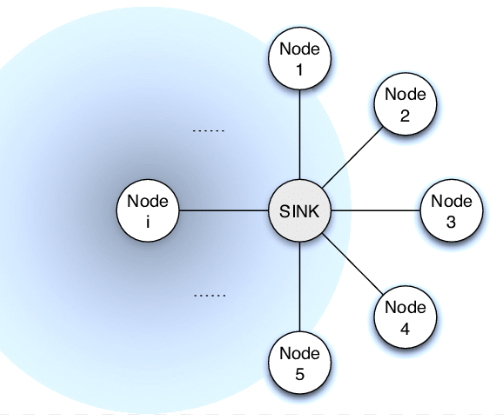 Node
1
Node
2
......
Node
i
SINK
Node
3
......
Node
4
Node
5